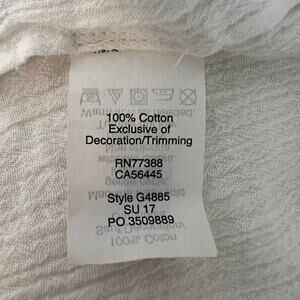 100% Cotton
Exclusive of
Decoration/Trimming
RN77388
CA56445
Style G4885
SU 17
PO 3509889